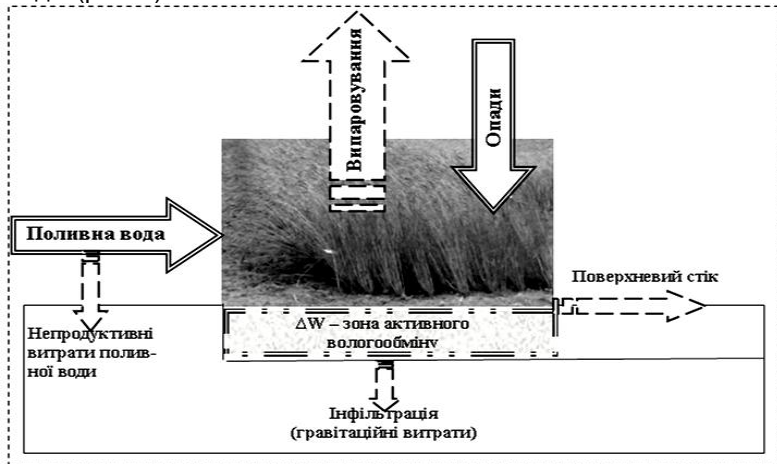 Випаровування
Опади
Поливна вода
Поверхневий стік
Непродуктивні
витрати полив-
ної води
ΔW – зона активного
вологообміну
Інфільтрація
(гравітаційні витрати)